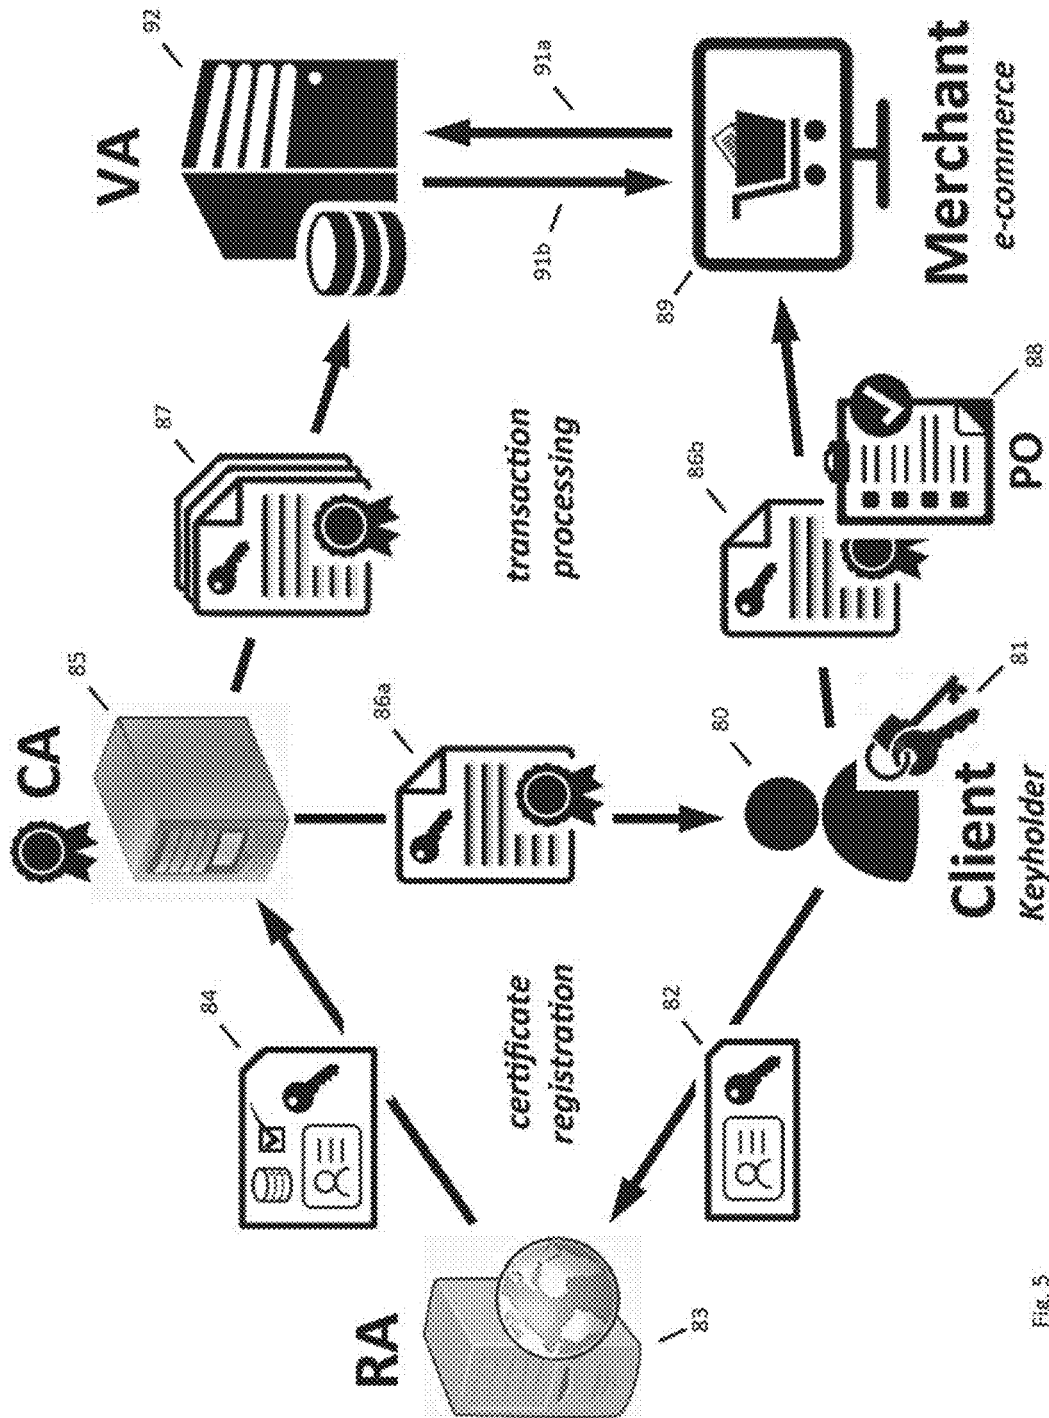 CA
85
VA
92
RA
83
84
87
86a
certificate
registration
transaction
processing
91b
91a
82
80
81
Client
Keyholder
86b
88
PO
89
Merchant
e-commerce
Fig. 5